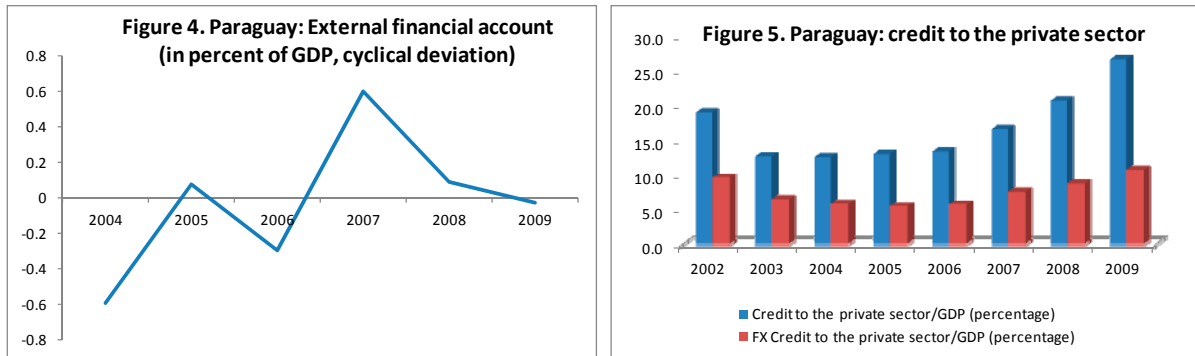 Figure 4. Paraguay: External financial account
(in percent of GDP, cyclical deviation)
0.8
0.6
0.4
0.2
0
-0.2
-0.4
-0.6
-0.8
2004 2005 2006 2007 2008 2009
Figure 5. Paraguay: credit to the private sector
30.0
25.0
20.0
15.0
10.0
5.0
0.0
2002 2003 2004 2005 2006 2007 2008 2009
Credit to the private sector/GDP (percentage)
FX Credit to the private sector/GDP (percentage)